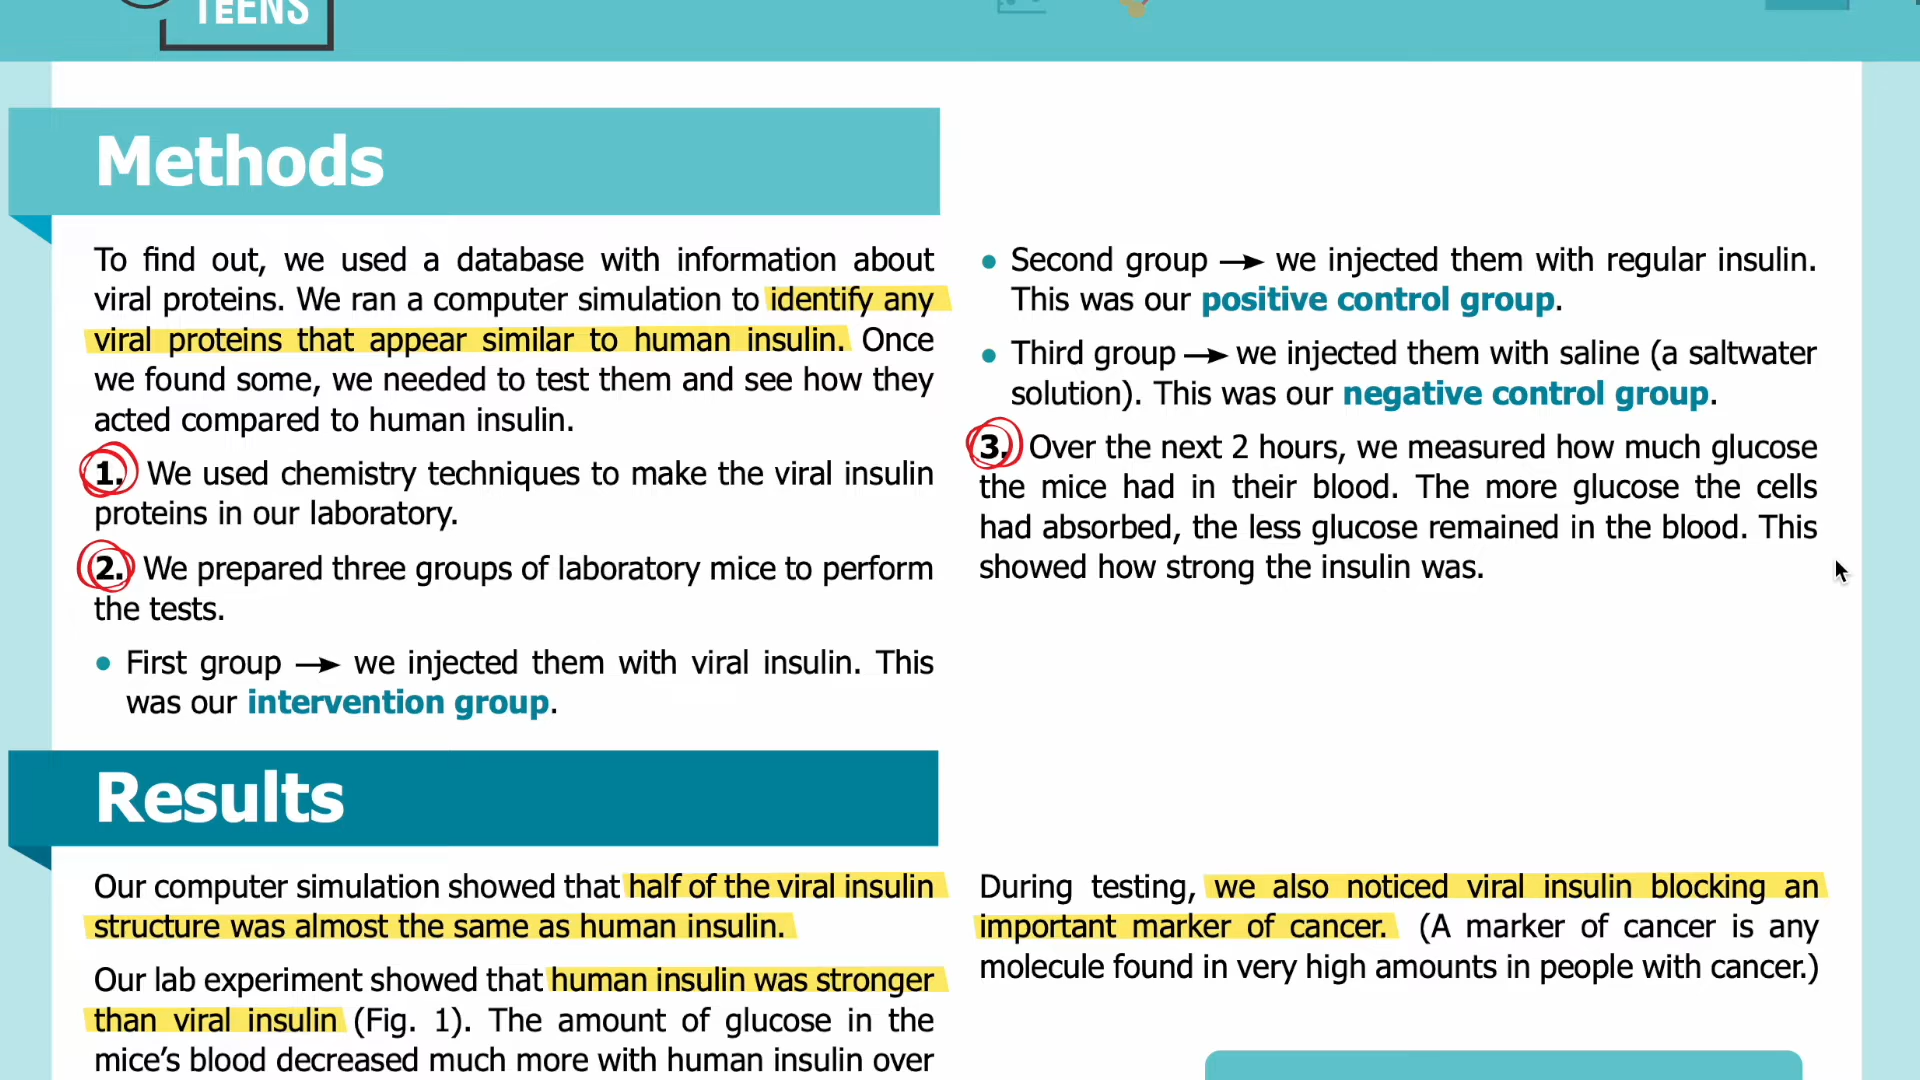 TEENS
Methods
To find out, we used a database with information about
viral proteins. We ran a computer simulation to identify any
viral proteins that appear similar to human insulin. Once
we found some, we needed to test them and see how they
acted compared to human insulin.
1. We used chemistry techniques to make the viral insulin
proteins in our laboratory.
2. We prepared three groups of laboratory mice to perform
the tests.
• First group → we injected them with viral insulin. This
was our intervention group.
• Second group → we injected them with regular insulin.
This was our positive control group.
• Third group → we injected them with saline (a saltwater
solution). This was our negative control group.
3. Over the next 2 hours, we measured how much glucose
the mice had in their blood. The more glucose the cells
had absorbed, the less glucose remained in the blood. This
showed how strong the insulin was.
Results
Our computer simulation showed that half of the viral insulin
structure was almost the same as human insulin.
Our lab experiment showed that human insulin was stronger
than viral insulin (Fig. 1). The amount of glucose in the
mice’s blood decreased much more with human insulin over
During testing, we also noticed viral insulin blocking an
important marker of cancer. (A marker of cancer is any
molecule found in very high amounts in people with cancer.)